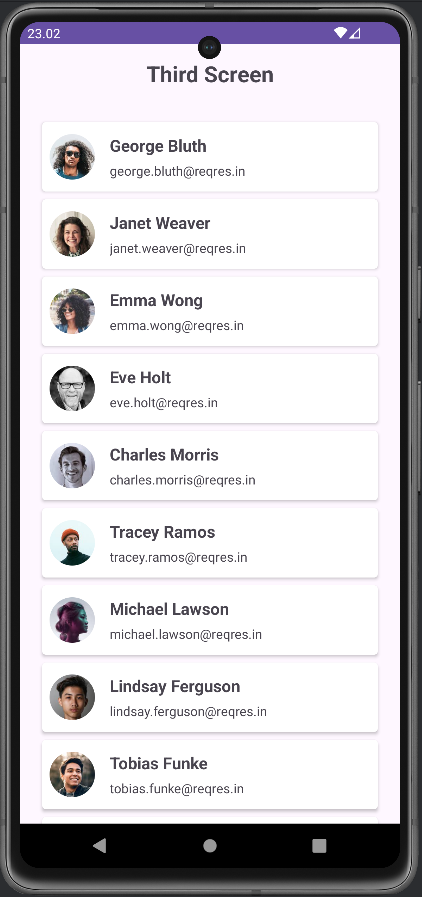 23.02
Third Screen
George Bluth
george.bluth@reqres.in
Janet Weaver
janet.weaver@reqres.in
Emma Wong
emma.wong@reqres.in
Eve Holt
eve.holt@reqres.in
Charles Morris
charles.morris@reqres.in
Tracey Ramos
tracey.ramos@reqres.in
Michael Lawson
michael.lawson@reqres.in
Lindsay Ferguson
lindsay.ferguson@reqres.in
Tobias Funke
tobias.funke@reqres.in